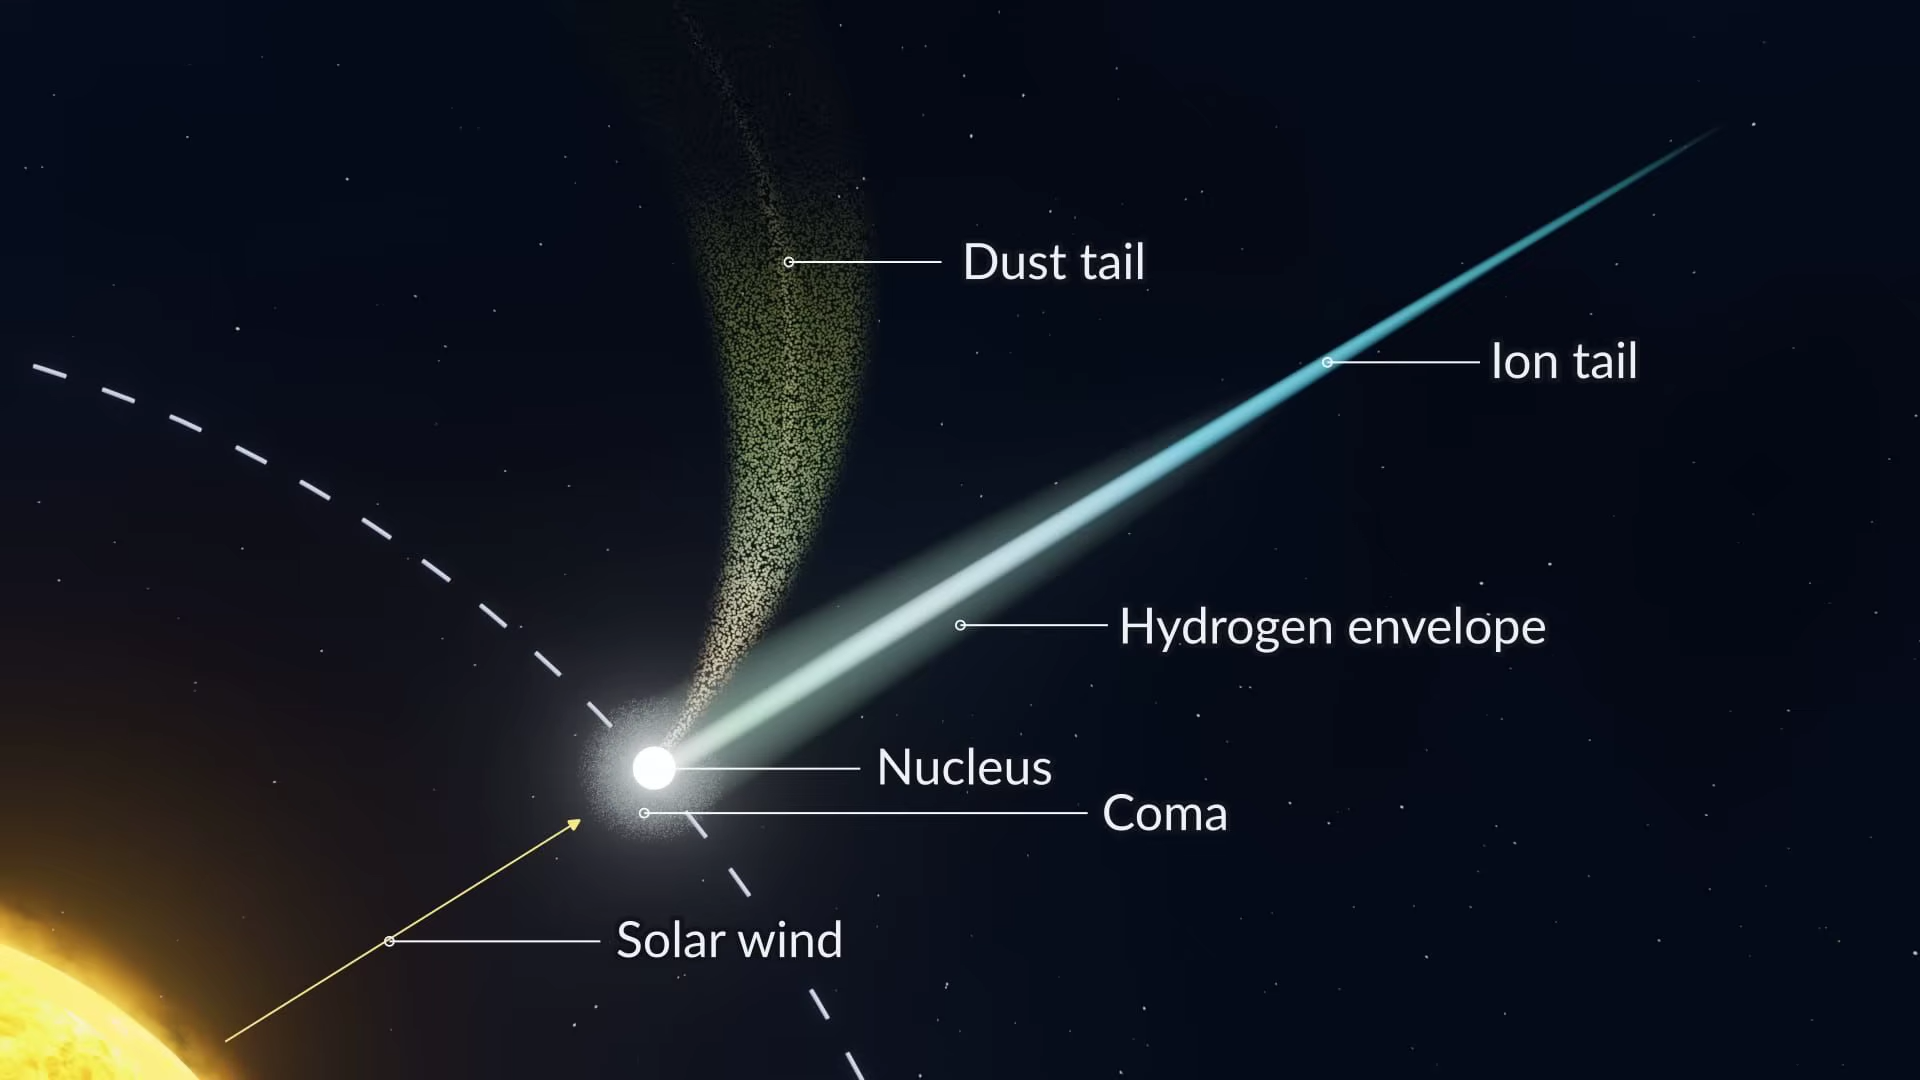 Dust tail
Ion tail
Hydrogen envelope
Nucleus
Coma
Solar wind